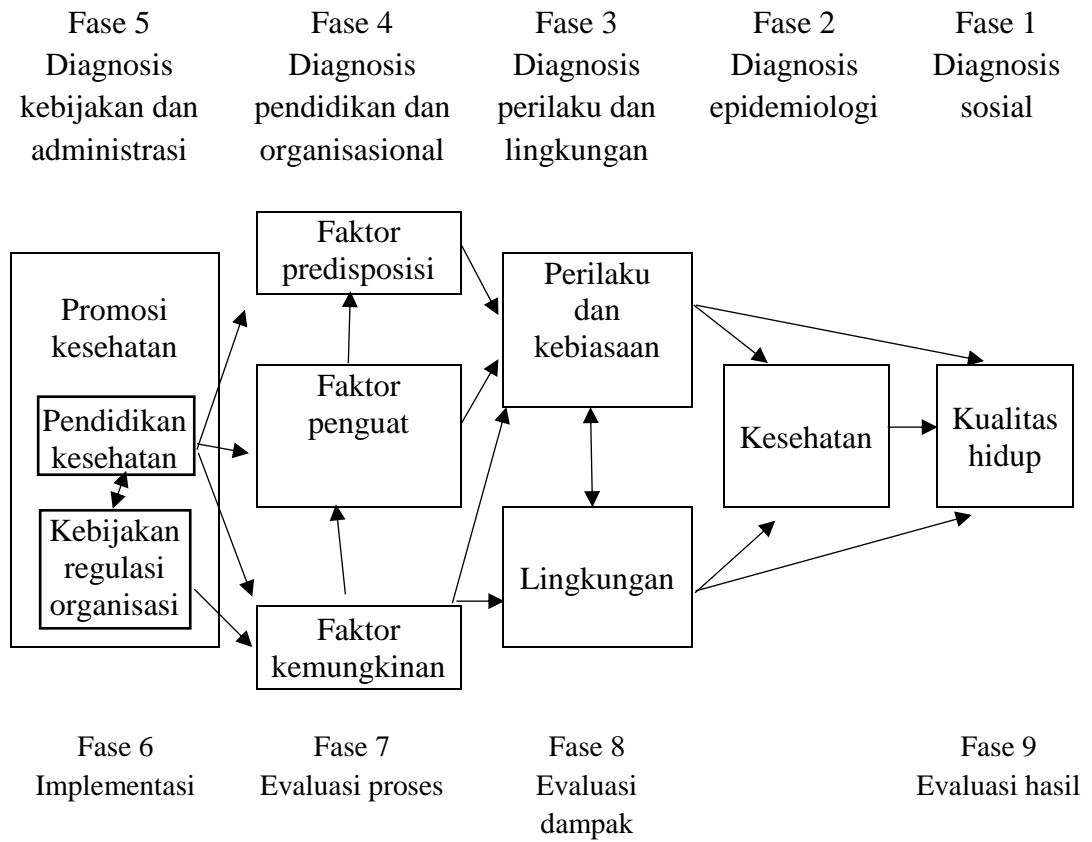 Fase 5
Diagnosis
kebijakan dan
administrasi
Fase 4
Diagnosis
pendidikan dan
organisasional
Fase 3
Diagnosis
perilaku dan
lingkungan
Fase 2
Diagnosis
epidemiologi
Fase 1
Diagnosis
sosial
Promosi
kesehatan
Pendidikan
kesehatan
Kebijakan
regulasi
organisasi
Faktor
predisposisi
Faktor
penguat
Faktor
kemungkinan
Perilaku
dan
kebiasaan
Lingkungan
Kesehatan
Kualitas
hidup
Fase 6
Implementasi
Fase 7
Evaluasi proses
Fase 8
Evaluasi
dampak
Fase 9
Evaluasi hasil